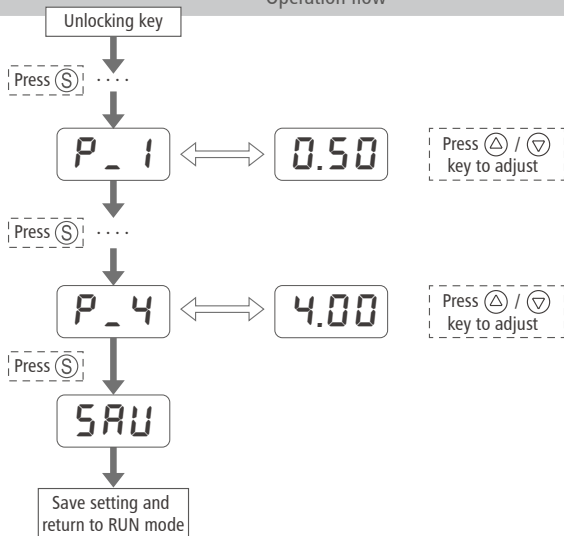 Operation flow
Unlocking key
Press Ⓢ ····
P_1
0.50
Press △ / ▽
key to adjust
Press Ⓢ ····
P_4
4.00
Press △ / ▽
key to adjust
Press Ⓢ
SAU
Save setting and
return to RUN mode